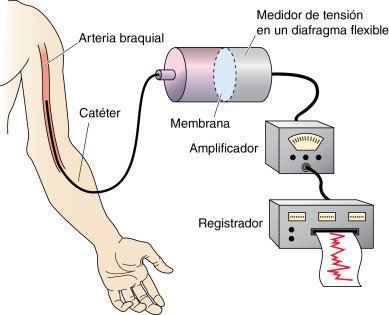 Medidor de tensión
en un diafragma flexible
Arteria braquial
Catéter
Membrana
Amplificador
Registrador